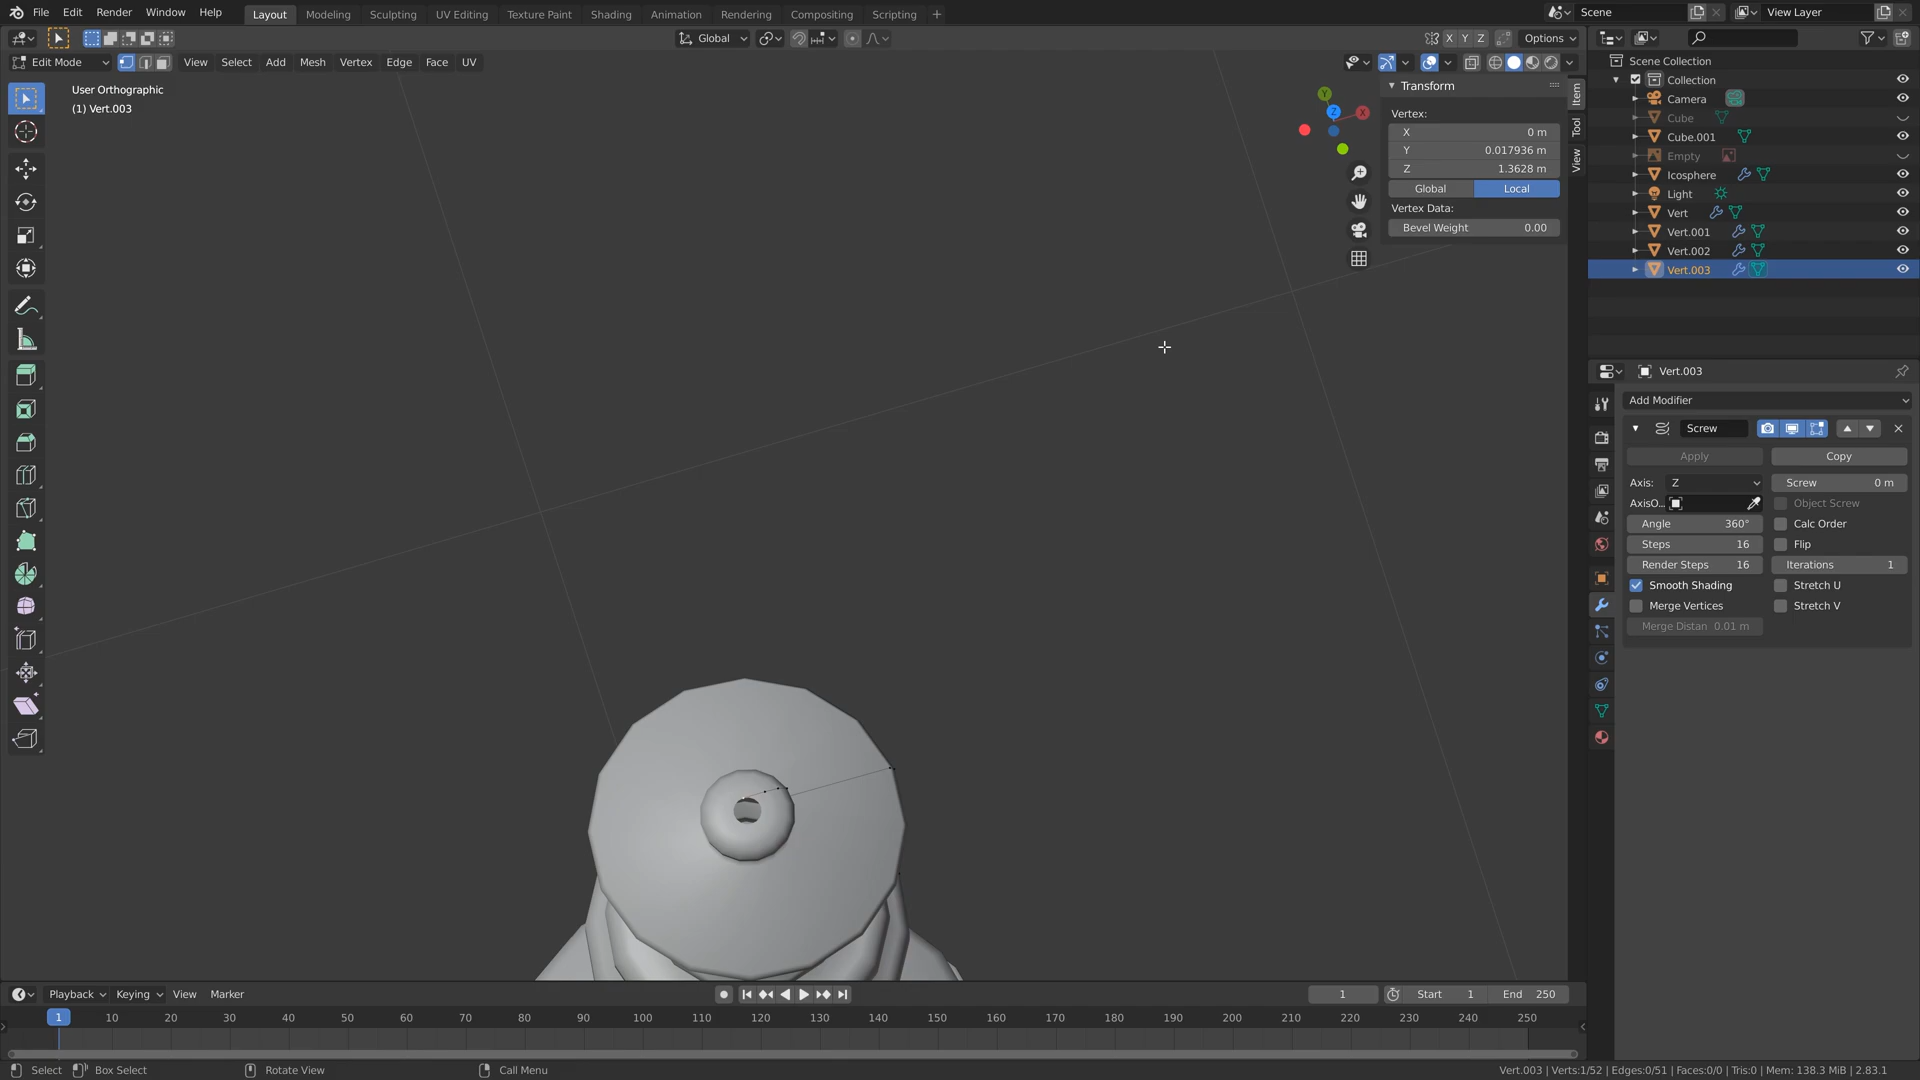 File Edit Render Window Help Layout Modeling Sculpting UV Editing Texture Paint Shading Animation Rendering Compositing Scripting + Scene View Layer
Global X Y Z Options
Edit Mode View Select Add Mesh Vertex Edge Face UV
User Orthographic
(1) Vert.003
Y
Z
X
Transform
Vertex:
X 0 m
Y 0.017936 m
Z 1.3628 m
Global Local
Vertex Data:
Bevel Weight 0.00
Item
Tool
View
Scene Collection
Collection
Camera
Cube
Cube.001
Empty
Icosphere
Light
Vert
Vert.001
Vert.002
Vert.003
Vert.003
Add Modifier
Screw
Apply Copy
Axis: Z Screw 0 m
AxisO... Object Screw
Angle 360° Calc Order
Steps 16 Flip
Render Steps 16 Iterations 1
Smooth Shading Stretch U
Merge Vertices Stretch V
Merge Distan 0.01 m
Playback Keying View Marker 1 Start 1 End 250
1 10 20 30 40 50 60 70 80 90 100 110 120 130 140 150 160 170 180 190 200 210 220 230 240 250
Select Box Select Rotate View Call Menu Vert.003 | Verts:1/52 | Edges:0/51 | Faces:0/0 | Tris:0 | Mem: 138.3 MiB | 2.83.1